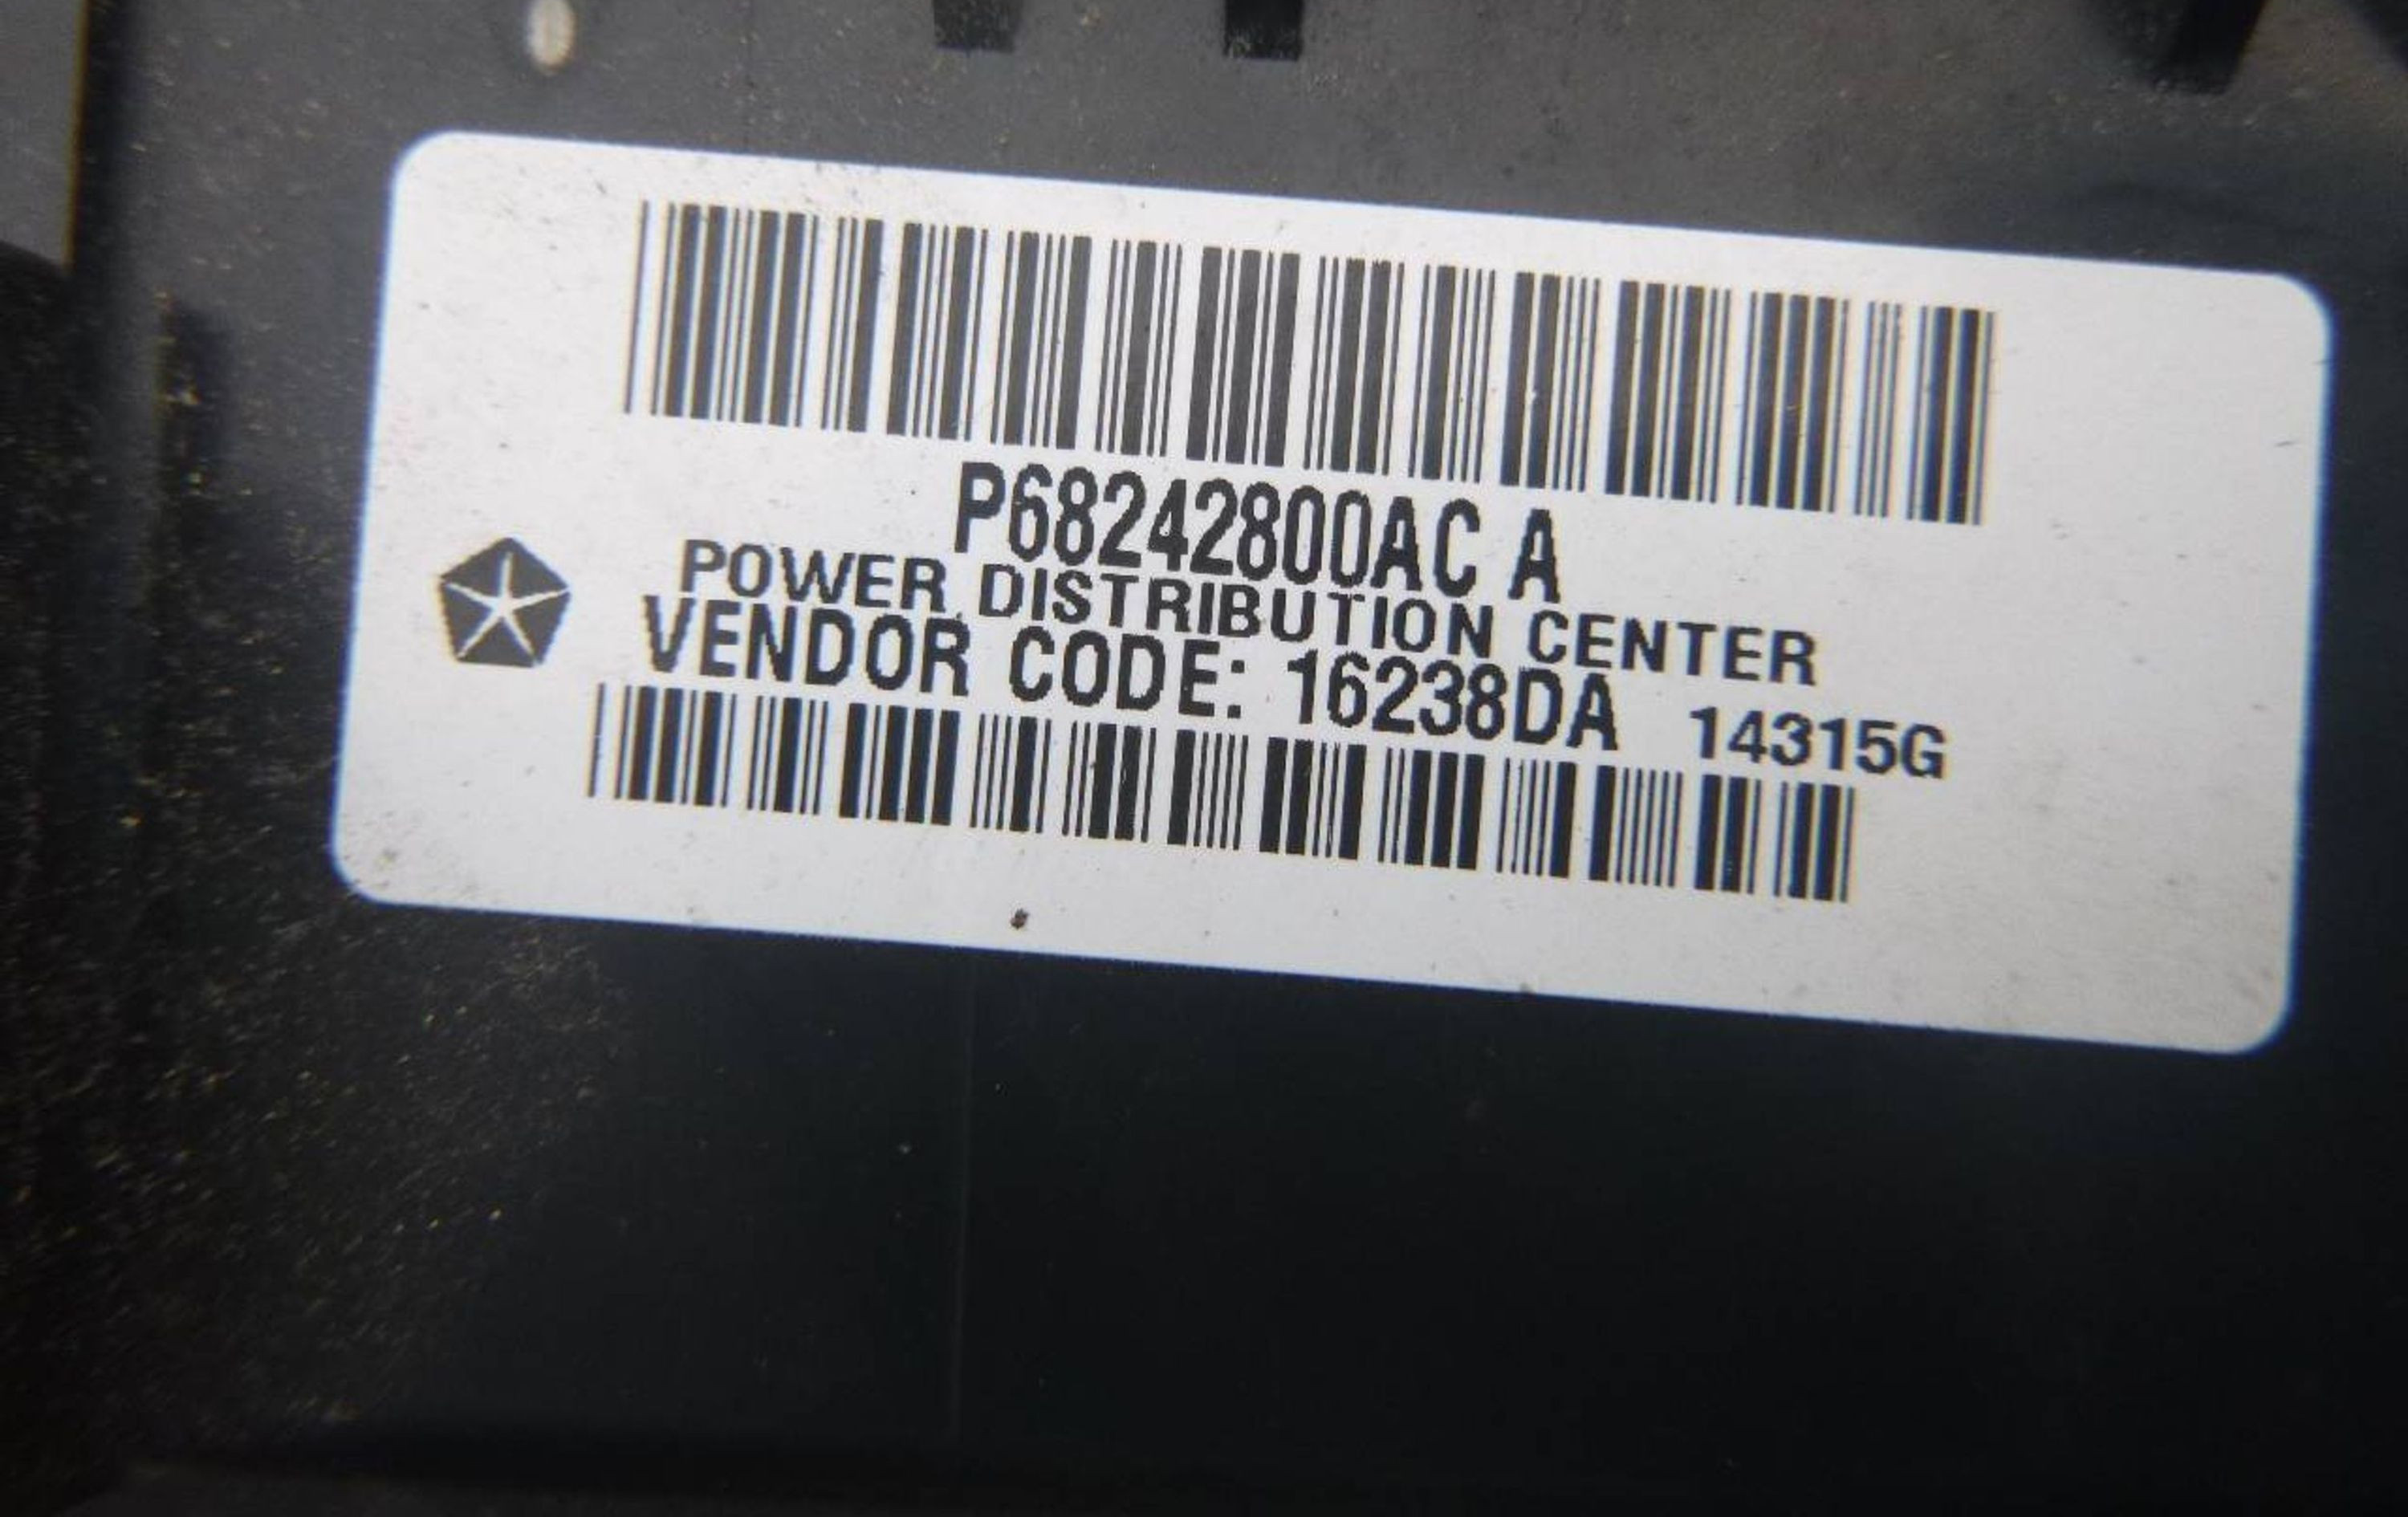 P68242800AC A
POWER DISTRIBUTION CENTER
VENDOR CODE: 16238DA 14315G